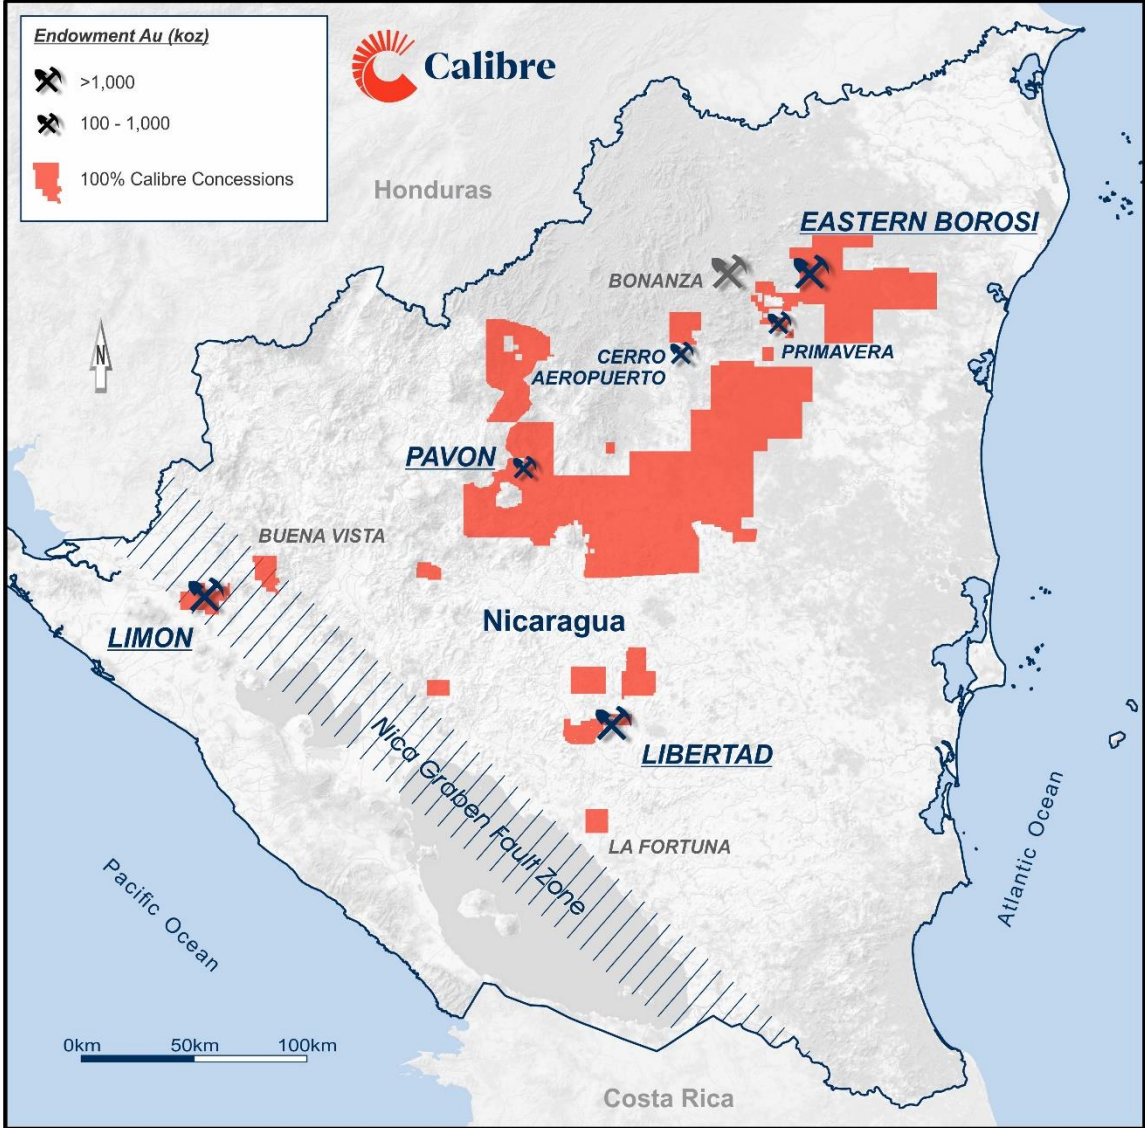 Endowment Au (koz)
>1,000
100 - 1,000
100% Calibre Concessions
Calibre
Honduras
EASTERN BOROSI
BONANZA
PRIMAVERA
CERRO
AEROPUERTO
N
PAVON
BUENA VISTA
LIMON
Nicaragua
LIBERTAD
Nica Graben Fault Zone
LA FORTUNA
Pacific Ocean
Atlantic Ocean
0km 50km 100km
Costa Rica